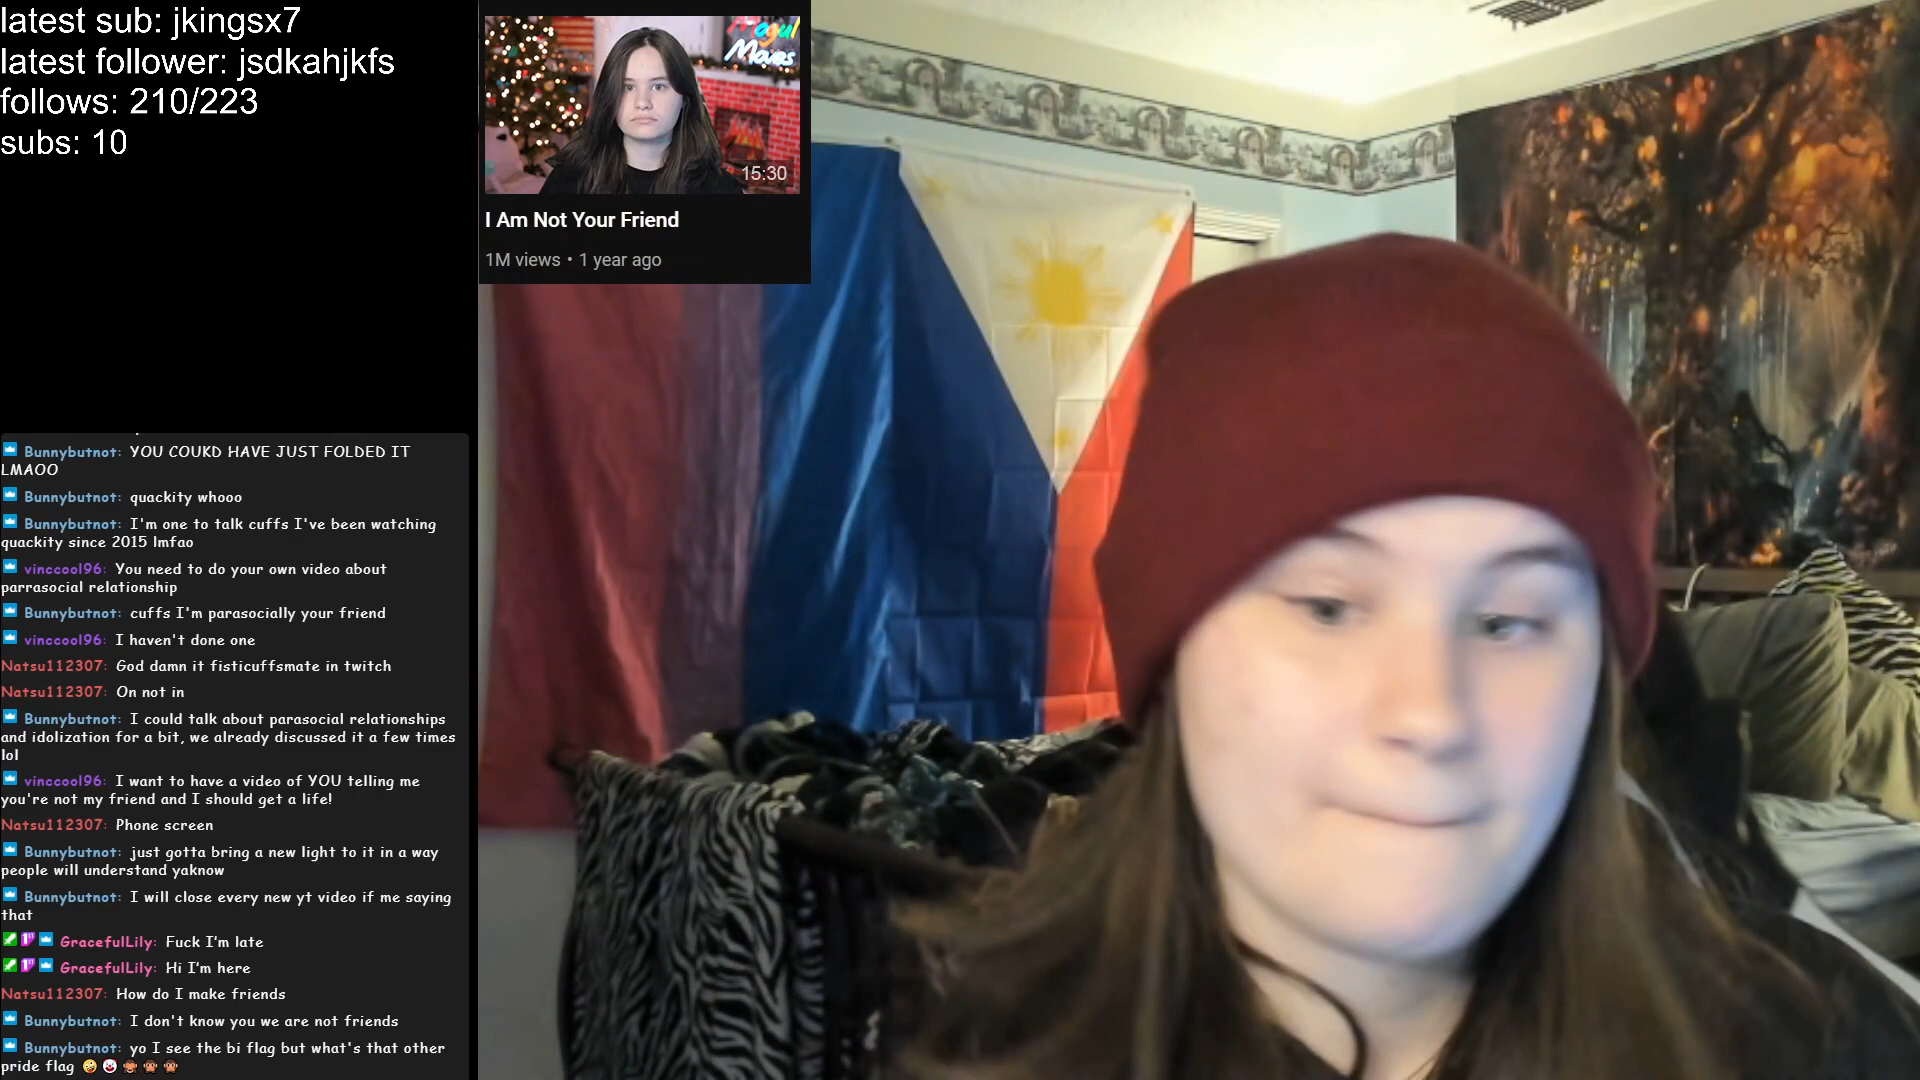 latest sub: jkingsx7
latest follower: jsdkahjkfs
follows: 210/223
subs: 10
Mogul
Moves
15:30
I Am Not Your Friend
1M views • 1 year ago
Bunnybutnot: YOU COUKD HAVE JUST FOLDED IT
LMAOO
Bunnybutnot: quackity whooo
Bunnybutnot: I'm one to talk cuffs I've been watching
quackity since 2015 lmfao
vinccool96: You need to do your own video about
parrasocial relationship
Bunnybutnot: cuffs I'm parasocially your friend
vinccool96: I haven't done one
Natsu112307: God damn it fisticuffsmate in twitch
Natsu112307: On not in
Bunnybutnot: I could talk about parasocial relationships
and idolization for a bit, we already discussed it a few times
lol
vinccool96: I want to have a video of YOU telling me
you're not my friend and I should get a life!
Natsu112307: Phone screen
Bunnybutnot: just gotta bring a new light to it in a way
people will understand yaknow
Bunnybutnot: I will close every new yt video if me saying
that
GracefulLily: Fuck I'm late
GracefulLily: Hi I'm here
Natsu112307: How do I make friends
Bunnybutnot: I don't know you we are not friends
Bunnybutnot: yo I see the bi flag but what's that other
pride flag 🤪🤡🙈🙊🙊